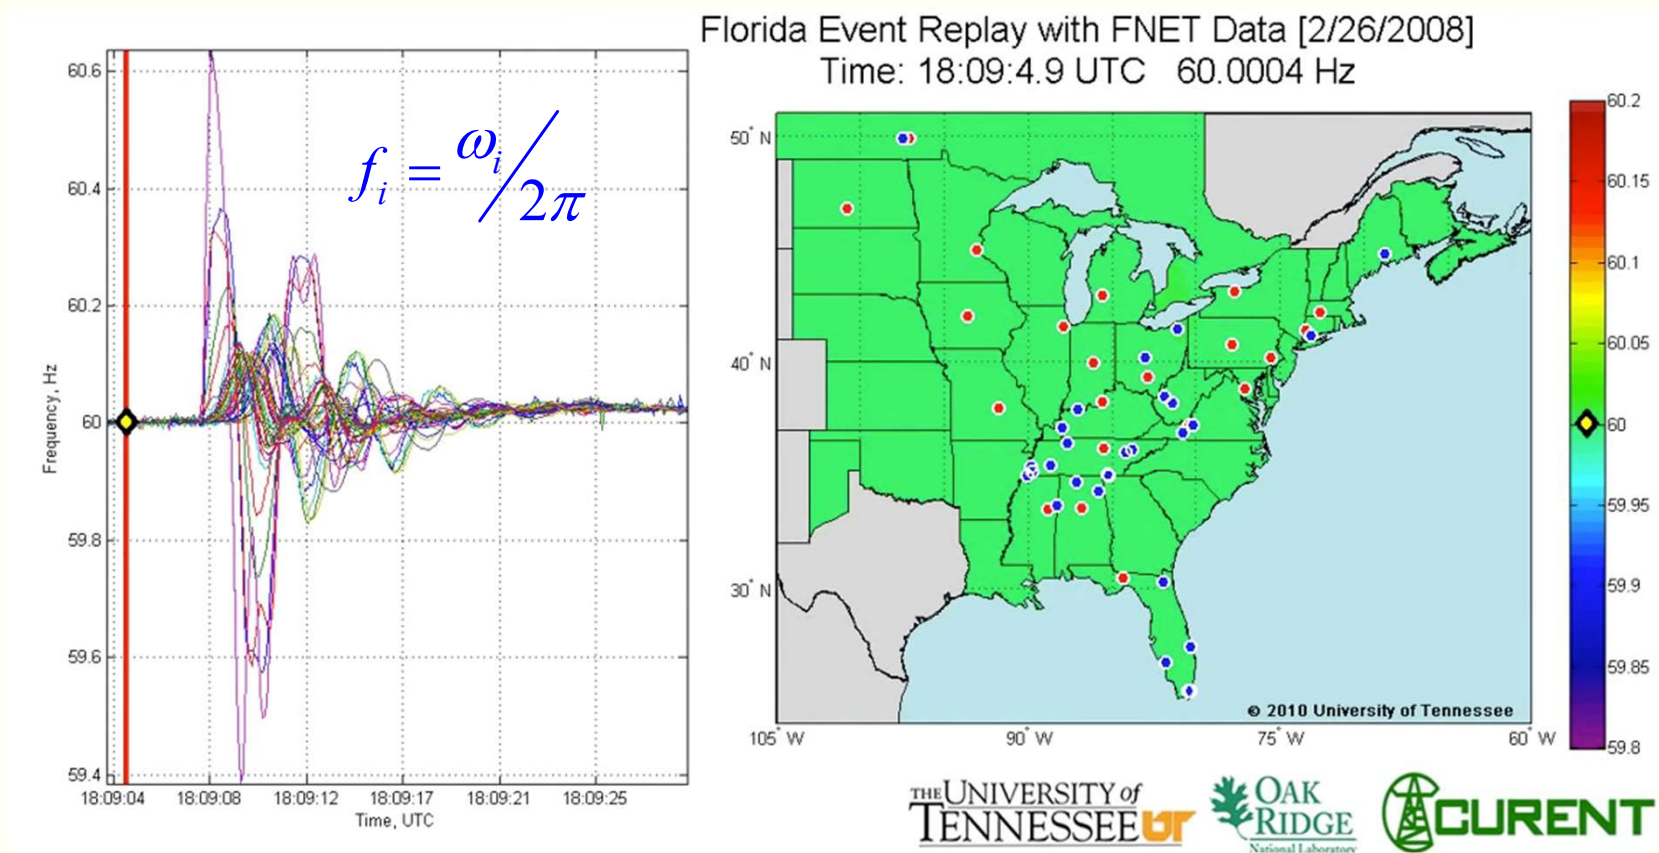 Florida Event Replay with FNET Data [2/26/2008]
Time: 18:09:4.9 UTC 60.0004 Hz
60.6
60.4
60.2
60
59.8
59.6
59.4
Frequency, Hz
fᵢ = ωᵢ/2π
18:09:04 18:09:08 18:09:12 18:09:17 18:09:21 18:09:25
Time, UTC
50° N
40° N
30° N
105° W 90° W 75° W 60° W
© 2010 University of Tennessee
60.2
60.15
60.1
60.05
60
59.95
59.9
59.85
59.8
THE UNIVERSITY of
TENNESSEE UT
OAK
RIDGE
National Laboratory
CURENT